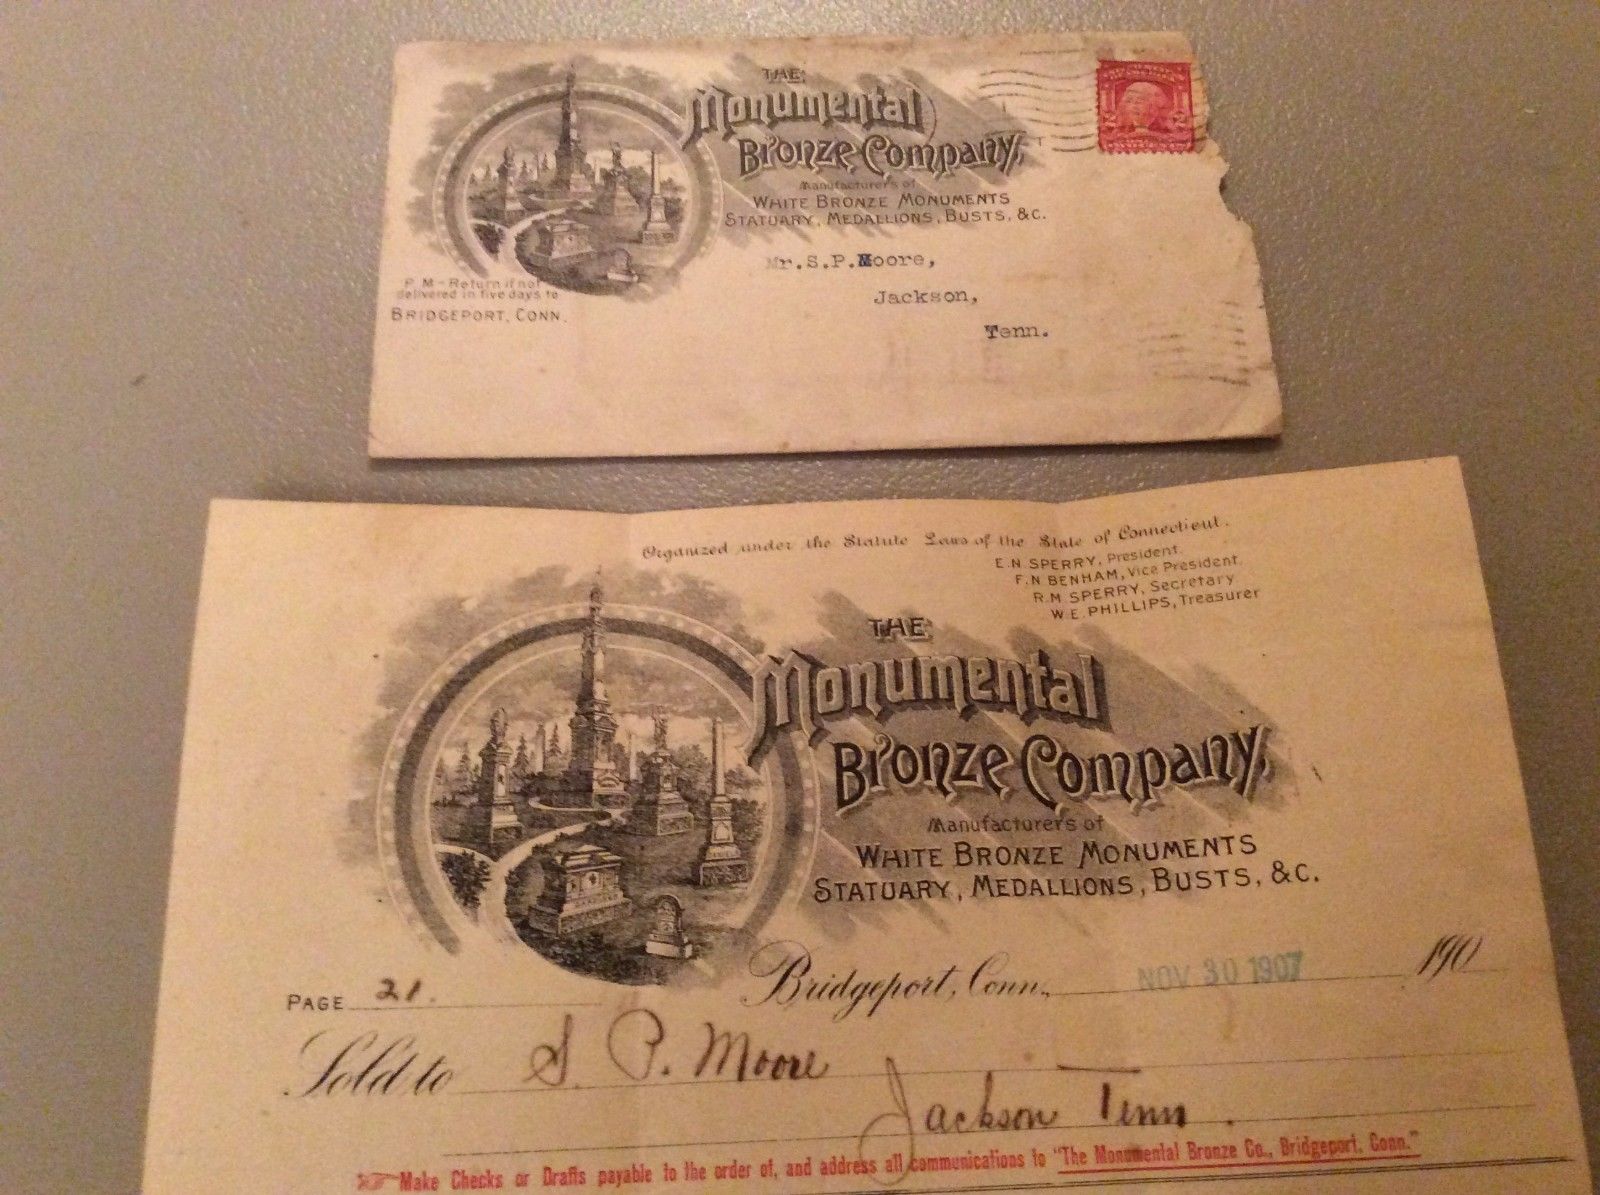 THE
Monumental
Bronze Company,
Manufacturers of
WHITE BRONZE MONUMENTS
STATUARY, MEDALLIONS, BUSTS, &C.
Mr.S.P.Moore,
Jackson,
Tenn.
P M-Return if not
delivered in five days to
BRIDGEPORT, CONN.
Organized under the Statute Laws of the State of Connecticut.
E.N. SPERRY, President.
F.N BENHAM, Vice President.
R.M SPERRY, Secretary
W.E. PHILLIPS, Treasurer
THE
Monumental
Bronze Company,
Manufacturers of
WHITE BRONZE MONUMENTS
STATUARY, MEDALLIONS, BUSTS, &C.
PAGE 21. Bridgeport, Conn., NOV 30 1907 190
Sold to S. P. Moore
Jackson Tenn.
Make Checks or Drafts payable to the order of, and address all communications to "The Monumental Bronze Co., Bridgeport, Conn."